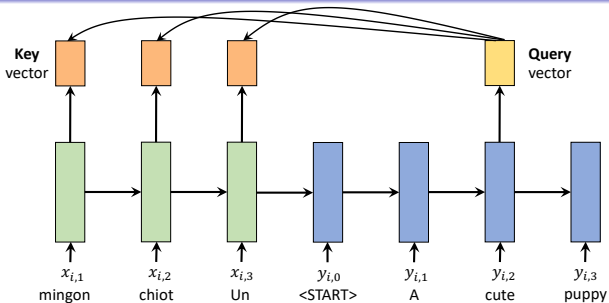 Key
vector
Query
vector
x_{i,1} x_{i,2} x_{i,3} y_{i,0} y_{i,1} y_{i,2} y_{i,3}
mingon chiot Un <START> A cute puppy